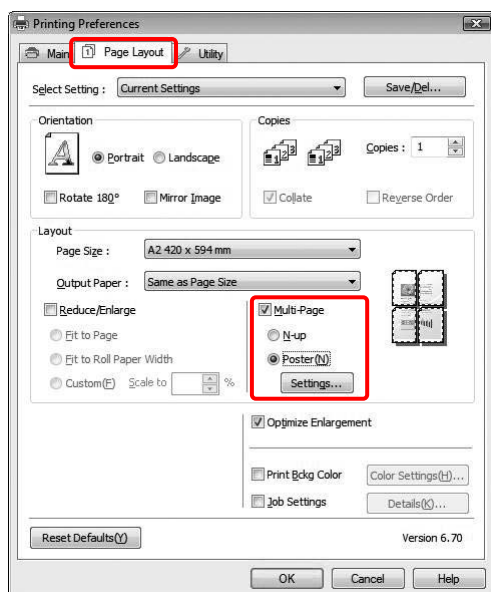 Printing Preferences
Main
Page Layout
Utility
Select Setting :
Current Settings
Save/Del...
Orientation
Portrait
Landscape
Rotate 180°
Mirror Image
Copies
Copies :
1
Collate
Reverse Order
Layout
Page Size :
A2 420 x 594 mm
Output Paper :
Same as Page Size
Reduce/Enlarge
Fit to Page
Fit to Roll Paper Width
Custom(F)
Scale to
%
Multi-Page
N-up
Poster(N)
Settings...
Optimize Enlargement
Print Bckg Color
Color Settings(H)...
Job Settings
Details(K)...
Reset Defaults(Y)
Version 6.70
OK
Cancel
Help